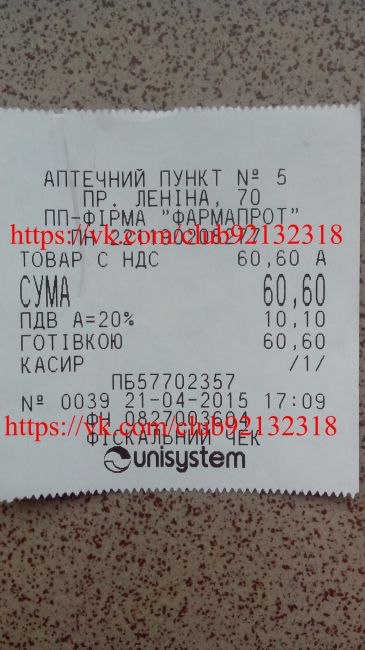 АПТЕЧНИЙ ПУНКТ № 5
ПР. ЛЕНІНА, 70
ПП-ФІРМА "ФАРМАПРОТ"
https://vk.com/club92132318
ТОВАР С НДС 60,60 А
СУМА 60,60
ПДВ А=20% 10,10
ГОТІВКОЮ 60,60
КАСИР /1/
ПБ57702357
№ 0039 21-04-2015 17:09
ФН 0827003604
https://vk.com/club92132318
ФІСКАЛЬНИЙ ЧЕК
unisystem